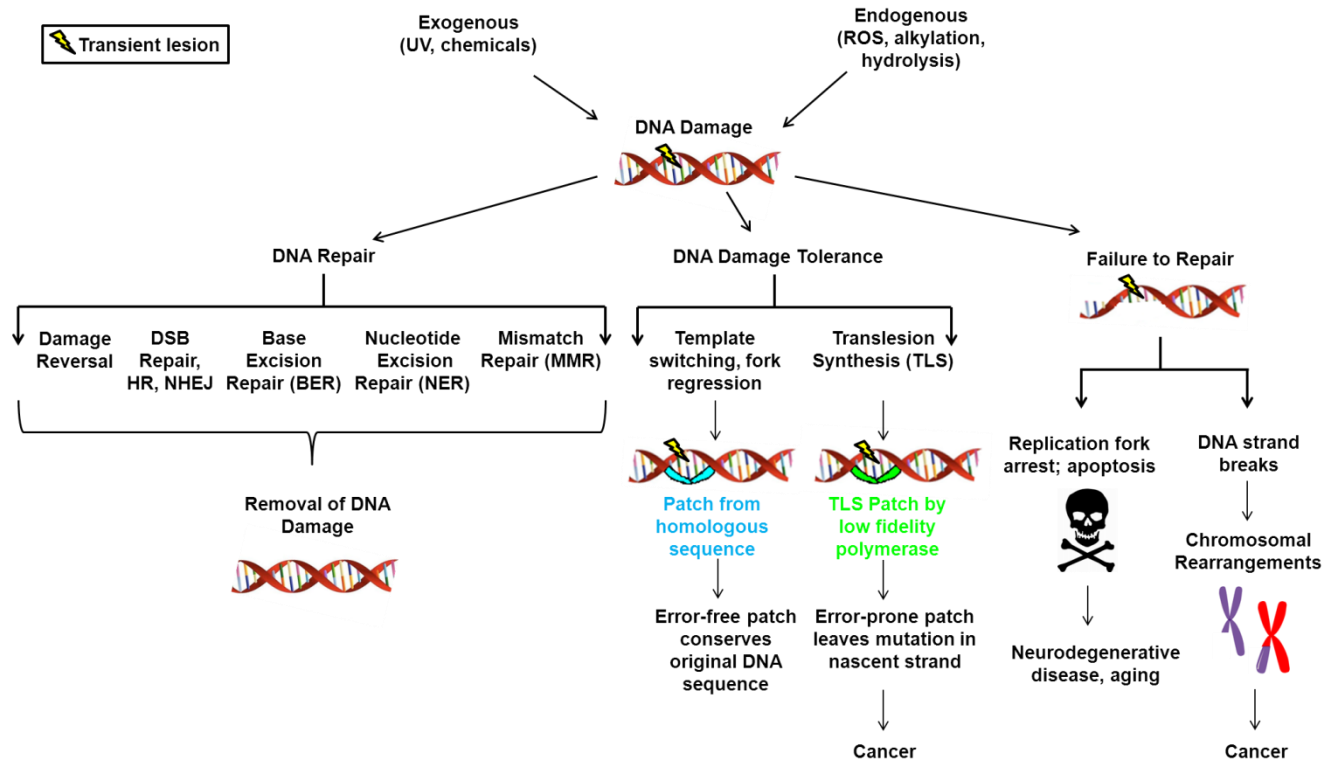 Transient lesion
Exogenous
(UV, chemicals)
Endogenous
(ROS, alkylation,
hydrolysis)
DNA Damage
DNA Repair
DNA Damage Tolerance
Failure to Repair
Damage
Reversal
DSB
Repair,
HR, NHEJ
Base
Excision
Repair (BER)
Nucleotide
Excision
Repair (NER)
Mismatch
Repair (MMR)
Template
switching, fork
regression
Translesion
Synthesis (TLS)
Removal of DNA
Damage
Patch from
homologous
sequence
TLS Patch by
low fidelity
polymerase
Replication fork
arrest; apoptosis
DNA strand
breaks
Chromosomal
Rearrangements
Error-free patch
conserves
original DNA
sequence
Error-prone patch
leaves mutation in
nascent strand
Neurodegenerative
disease, aging
Cancer
Cancer